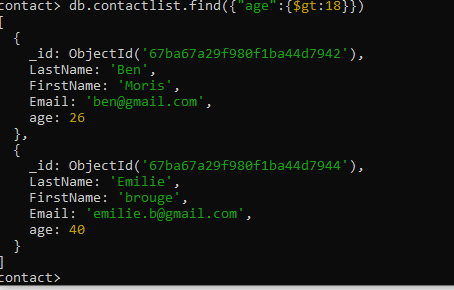 contact> db.contactlist.find({"age":{$gt:18}})
[
  {
    _id: ObjectId('67ba67a29f980f1ba44d7942'),
    LastName: 'Ben',
    FirstName: 'Moris',
    Email: 'ben@gmail.com',
    age: 26
  },
  {
    _id: ObjectId('67ba67a29f980f1ba44d7944'),
    LastName: 'Emilie',
    FirstName: 'brouge',
    Email: 'emilie.b@gmail.com',
    age: 40
  }
]
contact>